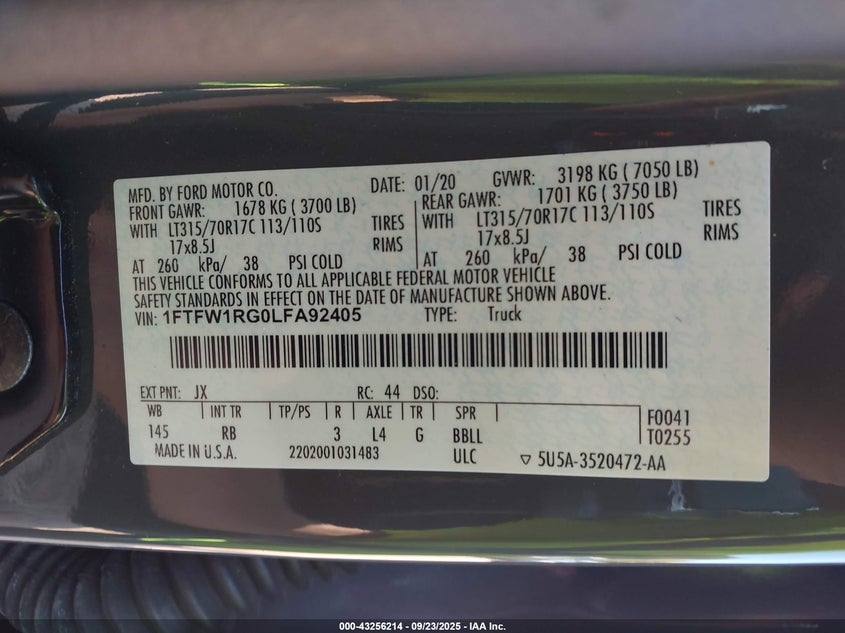 MFD. BY FORD MOTOR CO. DATE: 01/20 GVWR: 3198 KG ( 7050 LB)
FRONT GAWR: 1678 KG ( 3700 LB) REAR GAWR: 1701 KG ( 3750 LB)
WITH LT315/70R17C 113/110S TIRES WITH LT315/70R17C 113/110S TIRES
17x8.5J RIMS 17x8.5J RIMS
AT 260 kPa/ 38 PSI COLD AT 260 kPa/ 38 PSI COLD
THIS VEHICLE CONFORMS TO ALL APPLICABLE FEDERAL MOTOR VEHICLE
SAFETY STANDARDS IN EFFECT ON THE DATE OF MANUFACTURE SHOWN ABOVE.
VIN: 1FTFW1RG0LFA92405 TYPE: Truck
EXT PNT: JX RC: 44 DSO:
WB INT TR TP/PS R AXLE TR SPR F0041
145 RB 3 L4 G BBLL T0255
MADE IN U.S.A. 2202001031483 ULC ▽ 5U5A-3520472-AA
000-43256214 - 09/23/2025 - IAA Inc.